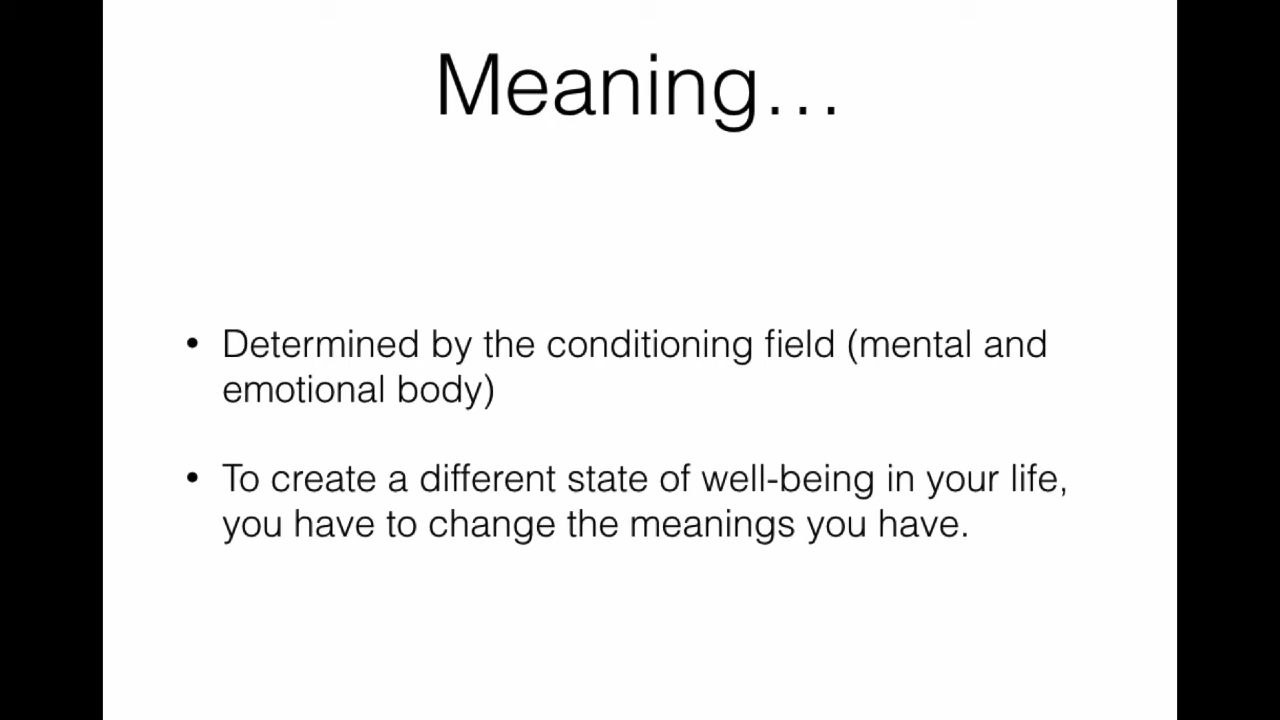 Meaning…
• Determined by the conditioning field (mental and
emotional body)
• To create a different state of well-being in your life,
you have to change the meanings you have.